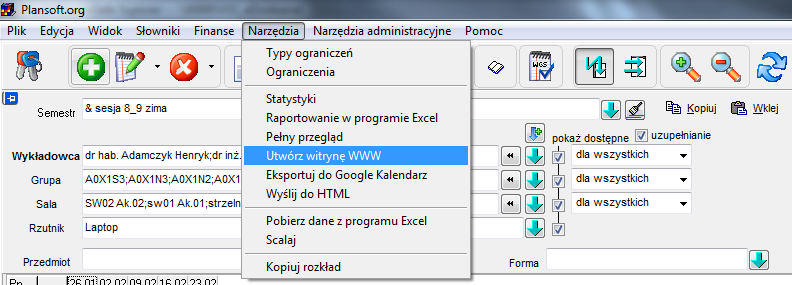 Plansoft.org
Plik Edycja Widok Słowniki Finanse Narzędzia Narzędzia administracyjne Pomoc
Typy ograniczeń
Ograniczenia
WGS
Semestr & sesja 8_9 zima
Statystyki
Kopiuj Wklej
Raportowanie w programie Excel
Pełny przegląd
pokaż dostępne uzupełnianie
Wykładowca dr hab. Adamczyk Henryk;dr inż.
Utwórz witrynę WWW
dla wszystkich
Grupa A0X1S3;A0X1N3;A0X1N2;A0X1
Eksportuj do Google Kalendarz
dla wszystkich
Sala SW02 Ak.02;sw01 Ak.01;strzeln
Wyślij do HTML
dla wszystkich
Rzutnik Laptop
Pobierz dane z programu Excel
Scalaj
Przedmiot
Kopiuj rozkład
Forma
Pn 26.01 02.02 09.02 16.02 23.02